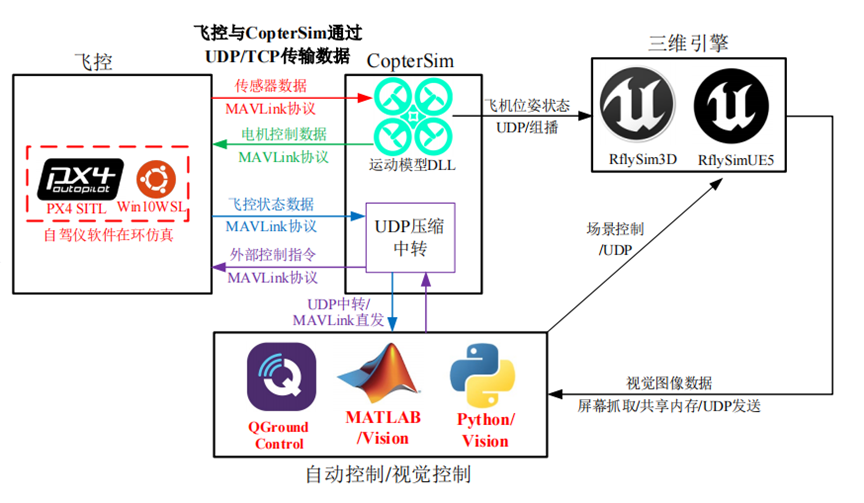 飞控与CopterSim通过
UDP/TCP传输数据
飞控
CopterSim
三维引擎
传感器数据
MAVLink协议
电机控制数据
MAVLink协议
运动模型DLL
飞机位姿状态
UDP/组播
RflySim3D
RflySimUE5
PX4
autopilot
PX4 SITL
Win10WSL
自驾仪软件在环仿真
飞控状态数据
MAVLink协议
外部控制指令
MAVLink协议
UDP压缩
中转
场景控制
/UDP
UDP中转/
MAVLink直发
QGround
Control
MATLAB
/Vision
Python/
Vision
视觉图像数据
屏幕抓取/共享内存/UDP发送
自动控制/视觉控制